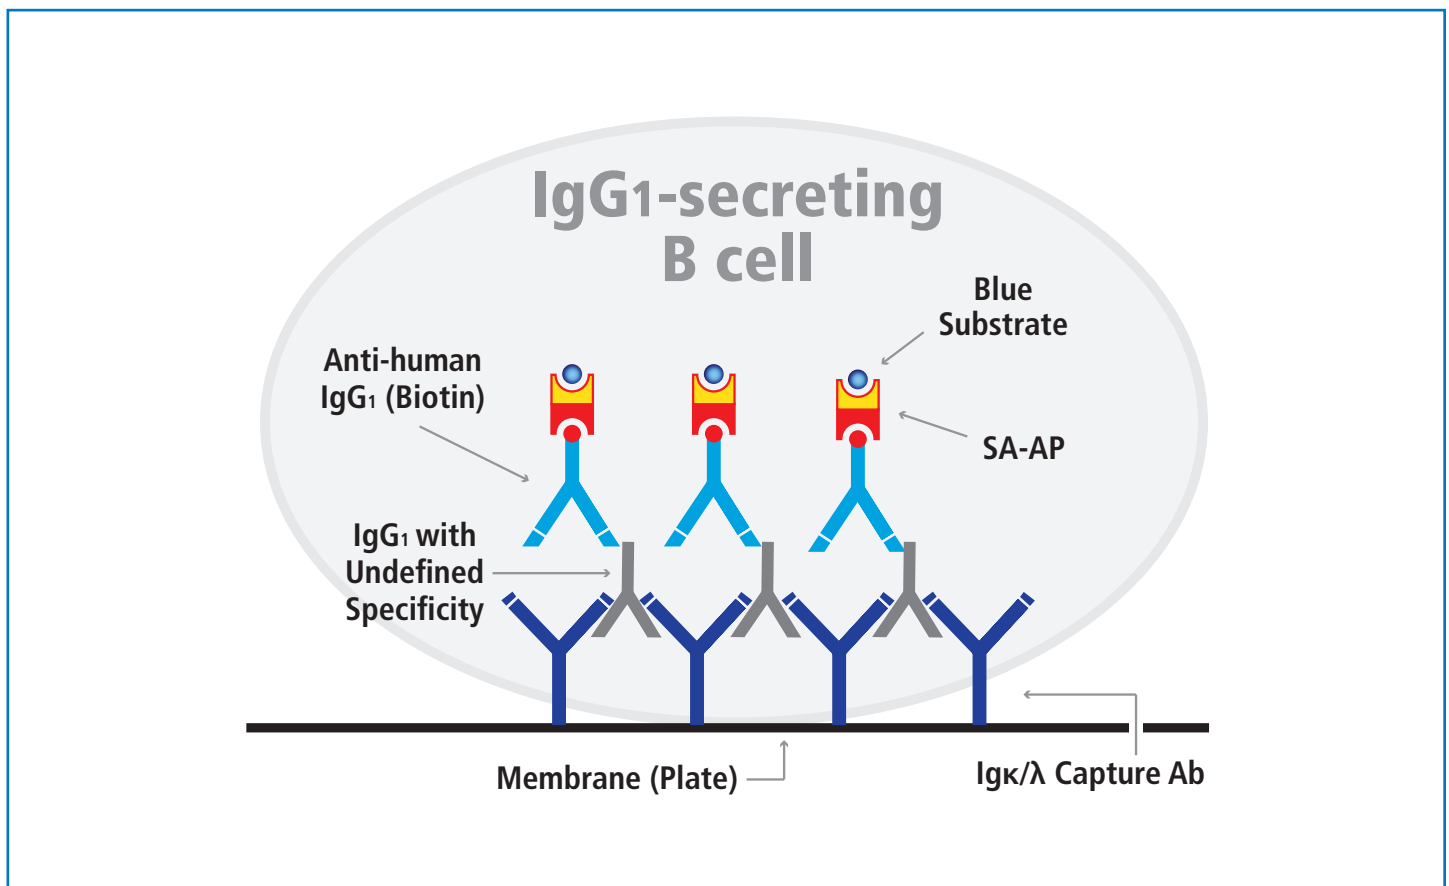 IgG1-secreting
B cell
Blue
Substrate
Anti-human
IgG1 (Biotin)
SA-AP
IgG1 with
Undefined
Specificity
Membrane (Plate)
Igκ/λ Capture Ab